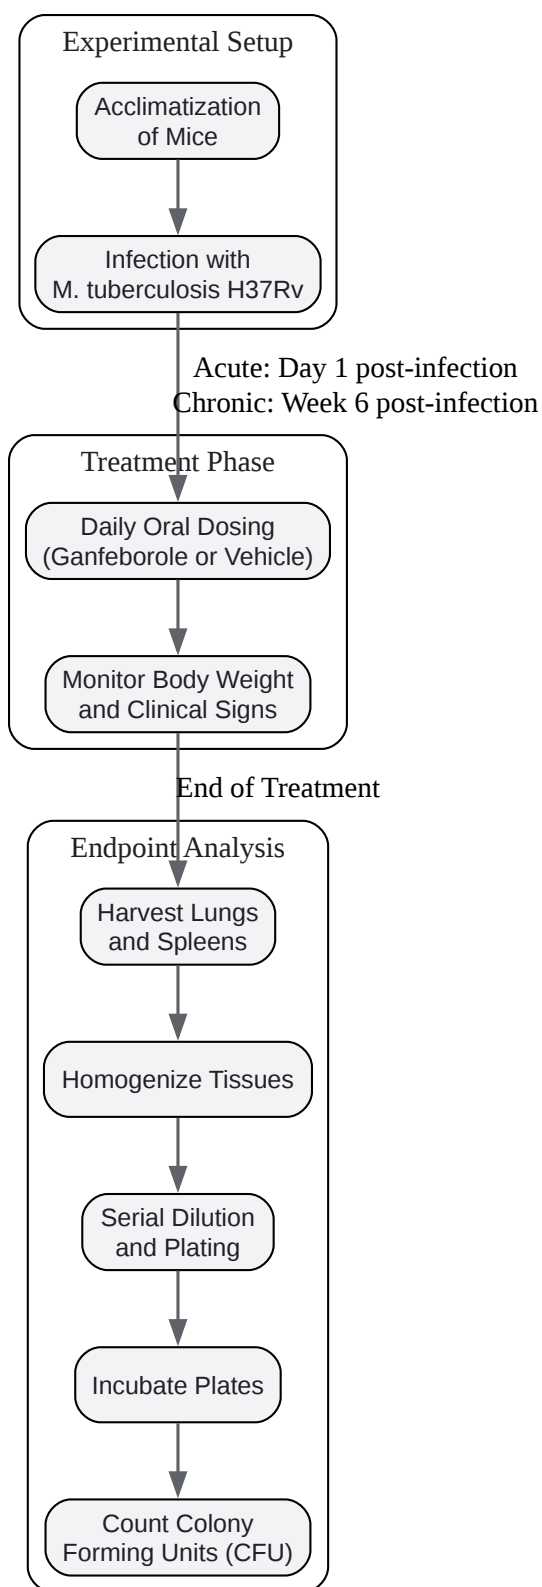 Experimental Setup
Acclimatization
of Mice
Infection with
M. tuberculosis H37Rv
Acute: Day 1 post-infection
Chronic: Week 6 post-infection
Treatment Phase
Daily Oral Dosing
(Ganfeborole or Vehicle)
Monitor Body Weight
and Clinical Signs
End of Treatment
Endpoint Analysis
Harvest Lungs
and Spleens
Homogenize Tissues
Serial Dilution
and Plating
Incubate Plates
Count Colony
Forming Units (CFU)